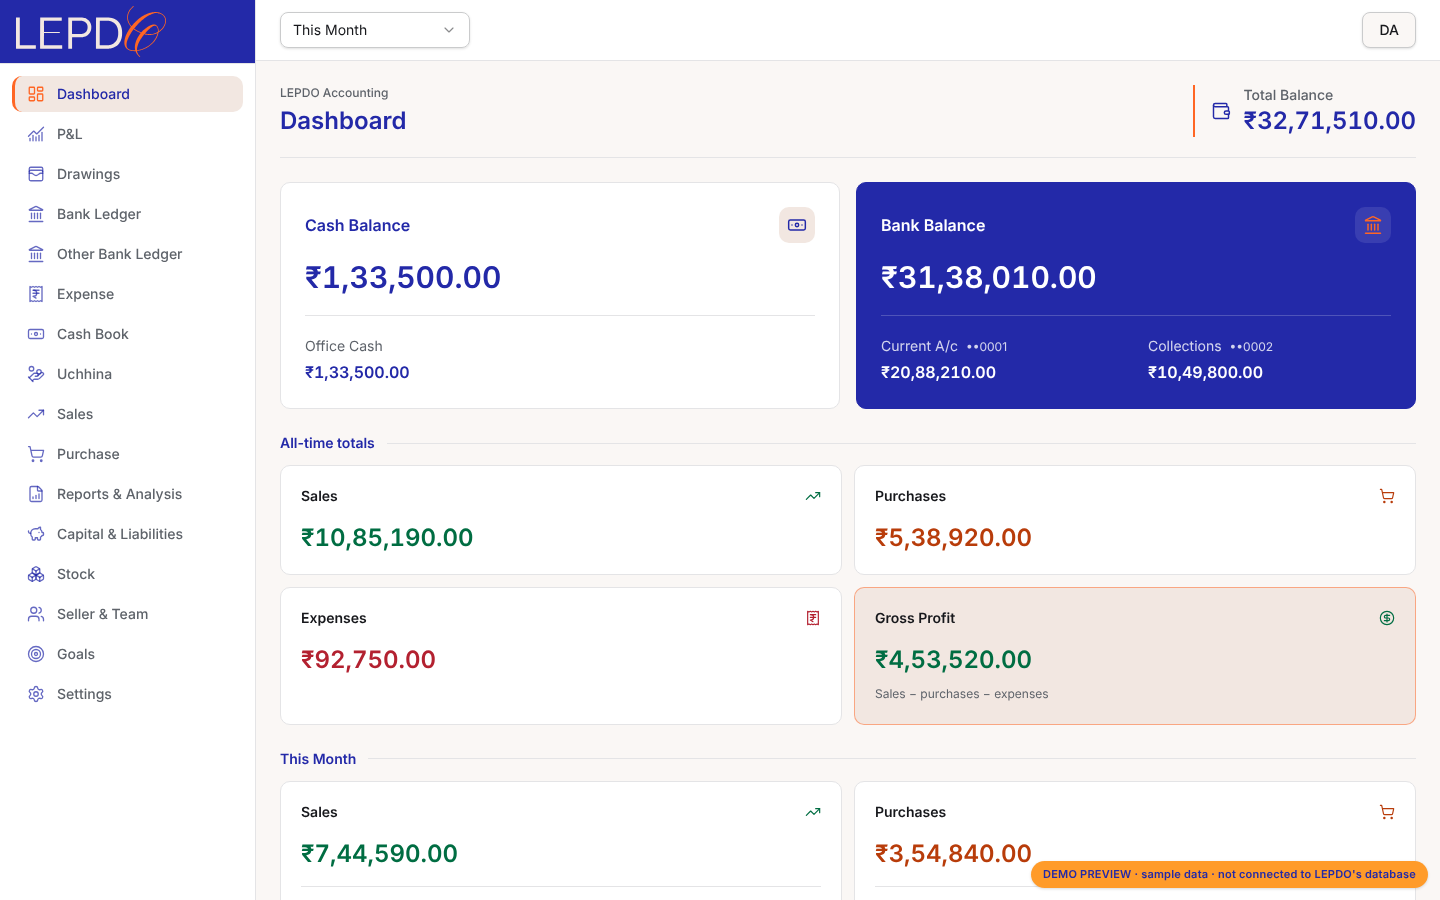 LEPDO
This Month
DA
Dashboard
P&L
Drawings
Bank Ledger
Other Bank Ledger
Expense
Cash Book
Uchhina
Sales
Purchase
Reports & Analysis
Capital & Liabilities
Stock
Seller & Team
Goals
Settings
LEPDO Accounting
Dashboard
Total Balance
₹32,71,510.00
Cash Balance
₹1,33,500.00
Office Cash
₹1,33,500.00
Bank Balance
₹31,38,010.00
Current A/c ••0001
₹20,88,210.00
Collections ••0002
₹10,49,800.00
All-time totals
Sales
₹10,85,190.00
Purchases
₹5,38,920.00
Expenses
₹92,750.00
Gross Profit
₹4,53,520.00
Sales − purchases − expenses
This Month
Sales
₹7,44,590.00
Purchases
₹3,54,840.00
DEMO PREVIEW · sample data · not connected to LEPDO's database